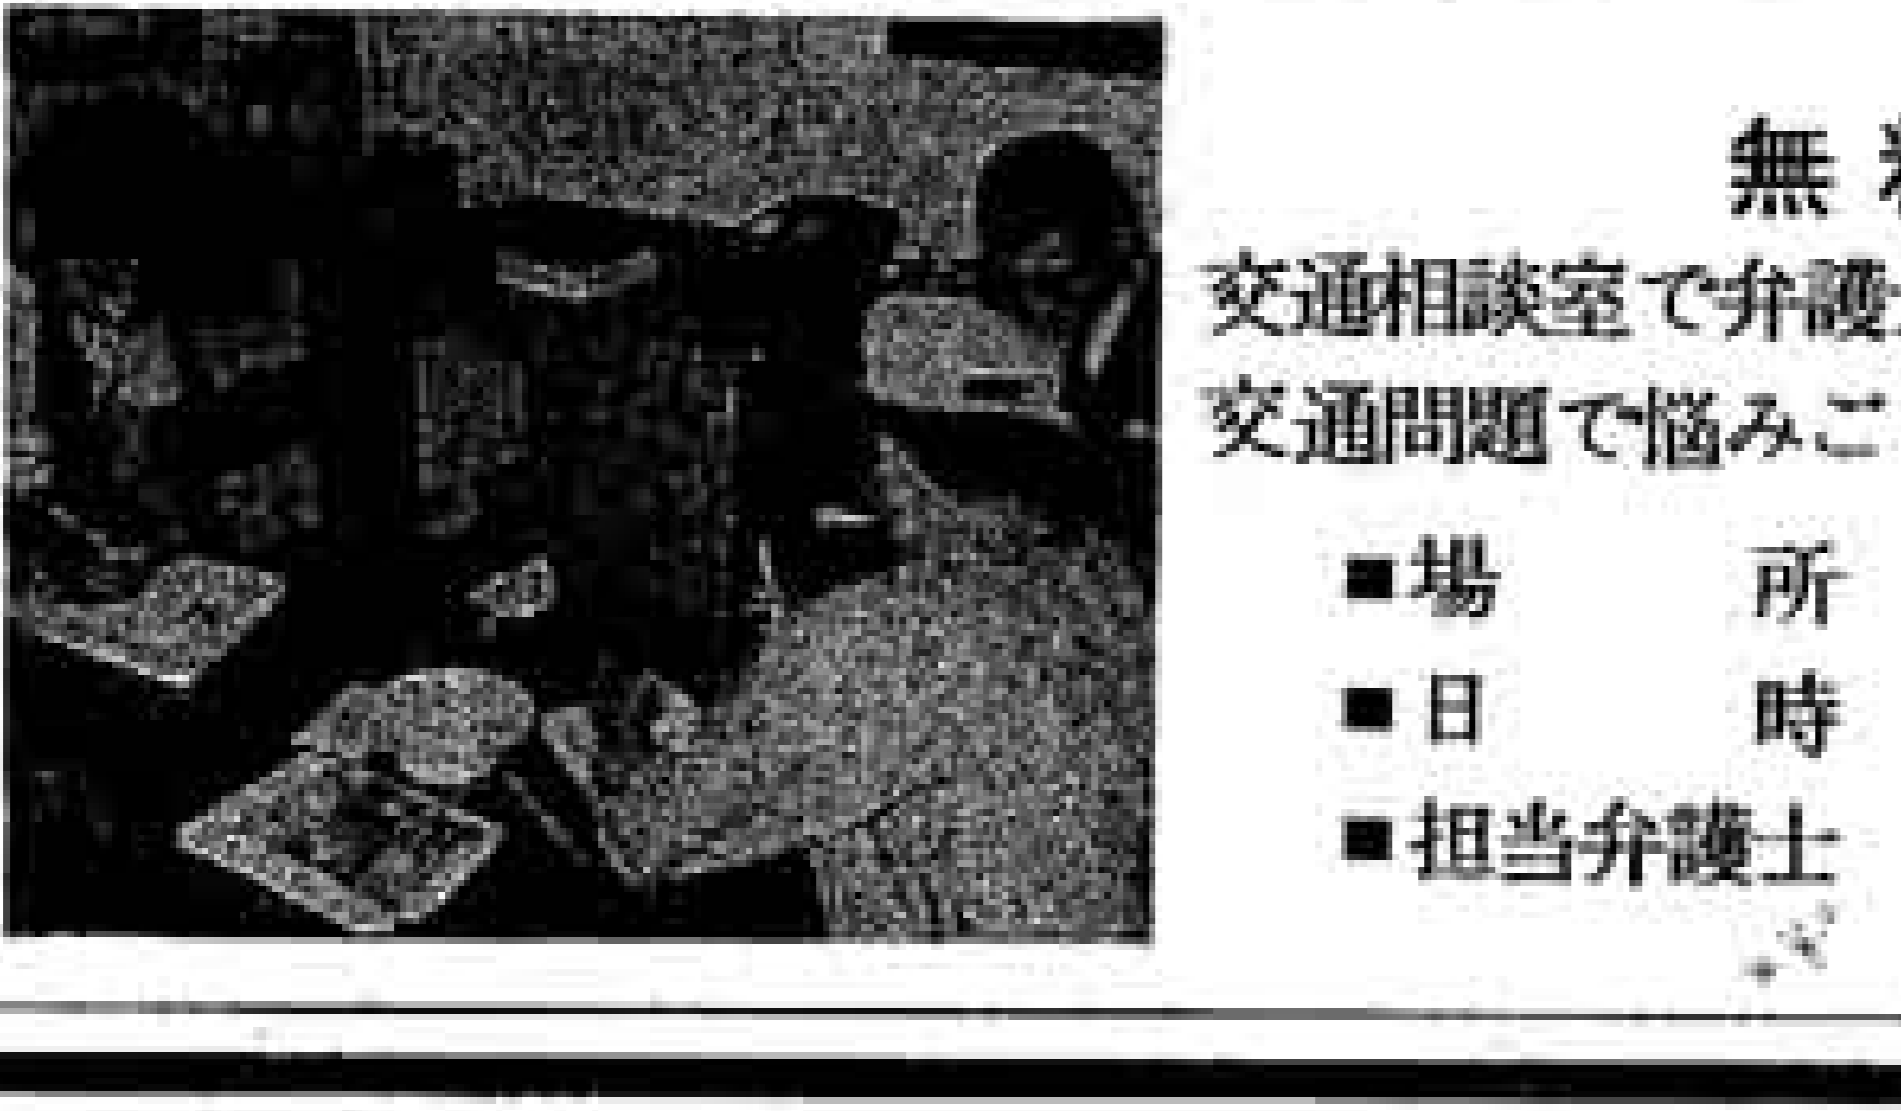 無
交通相談室で弁護
交通問題で悩みご
■場 所
■日 時
■担当弁護士